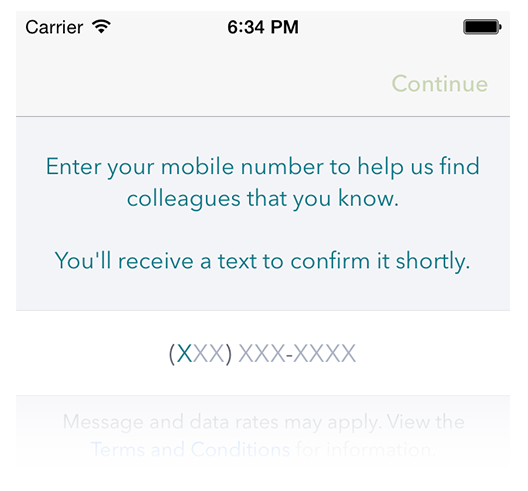 Carrier 6:34 PM
Continue
Enter your mobile number to help us find
colleagues that you know.
You'll receive a text to confirm it shortly.
(XXX) XXX-XXXX
Message and data rates may apply. View the
Terms and Conditions for information.